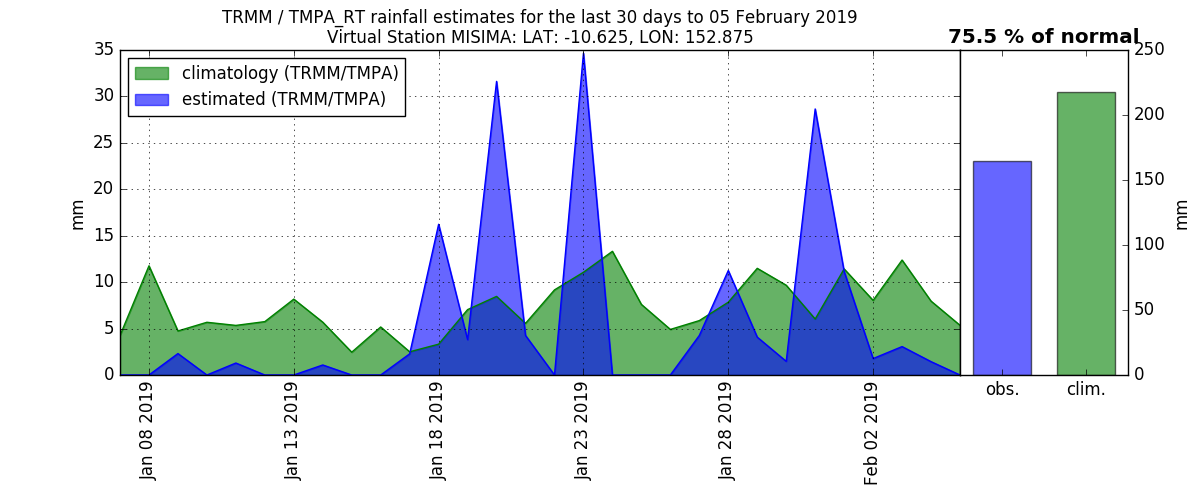 TRMM / TMPA_RT rainfall estimates for the last 30 days to 05 February 2019
Virtual Station MISIMA: LAT: -10.625, LON: 152.875
75.5 % of normal
climatology (TRMM/TMPA)
estimated (TRMM/TMPA)
35
30
25
20
15
10
5
0
mm
Jan 08 2019
Jan 13 2019
Jan 18 2019
Jan 23 2019
Jan 28 2019
Feb 02 2019
obs.
clim.
250
200
150
100
50
0
mm